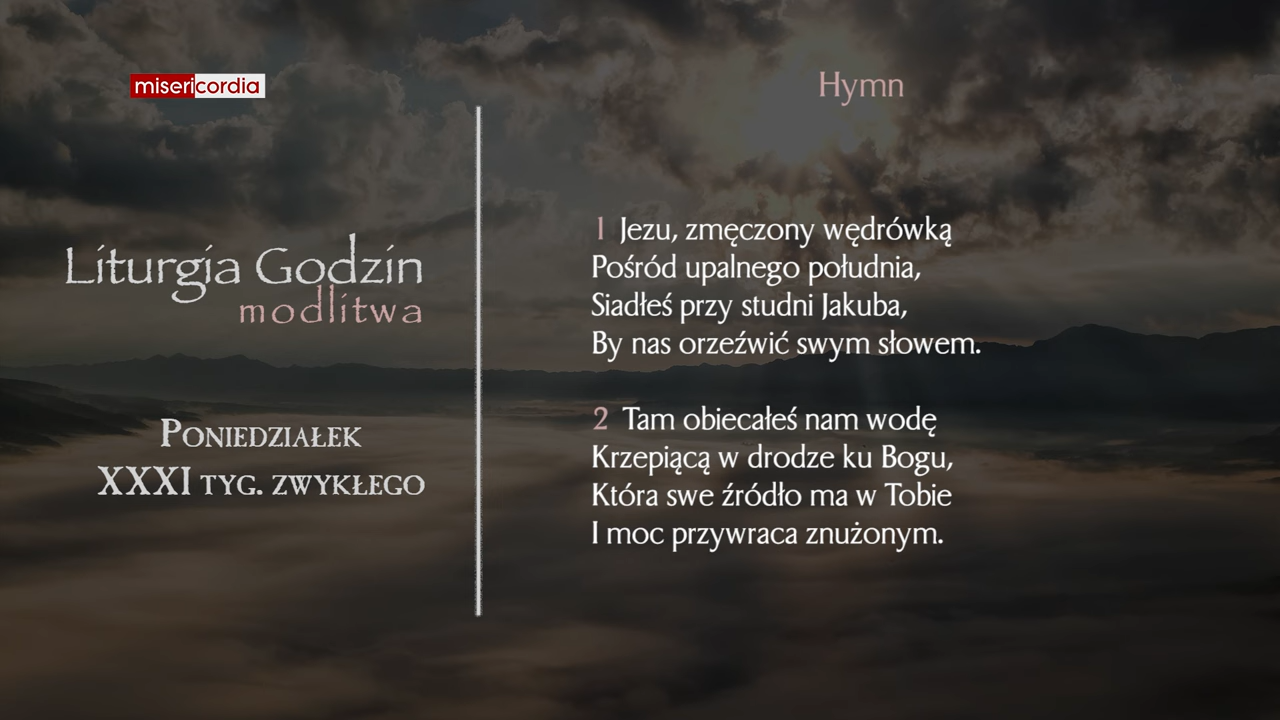 misericordia
Liturgia Godzin
modlitwa
Poniedziałek
XXXI tyg. zwykłego
Hymn
1 Jezu, zmęczony wędrówką
Pośród upalnego południa,
Siadłeś przy studni Jakuba,
By nas orzeźwić swym słowem.
2 Tam obiecałeś nam wodę
Krzepiącą w drodze ku Bogu,
Która swe źródło ma w Tobie
I moc przywraca znużonym.